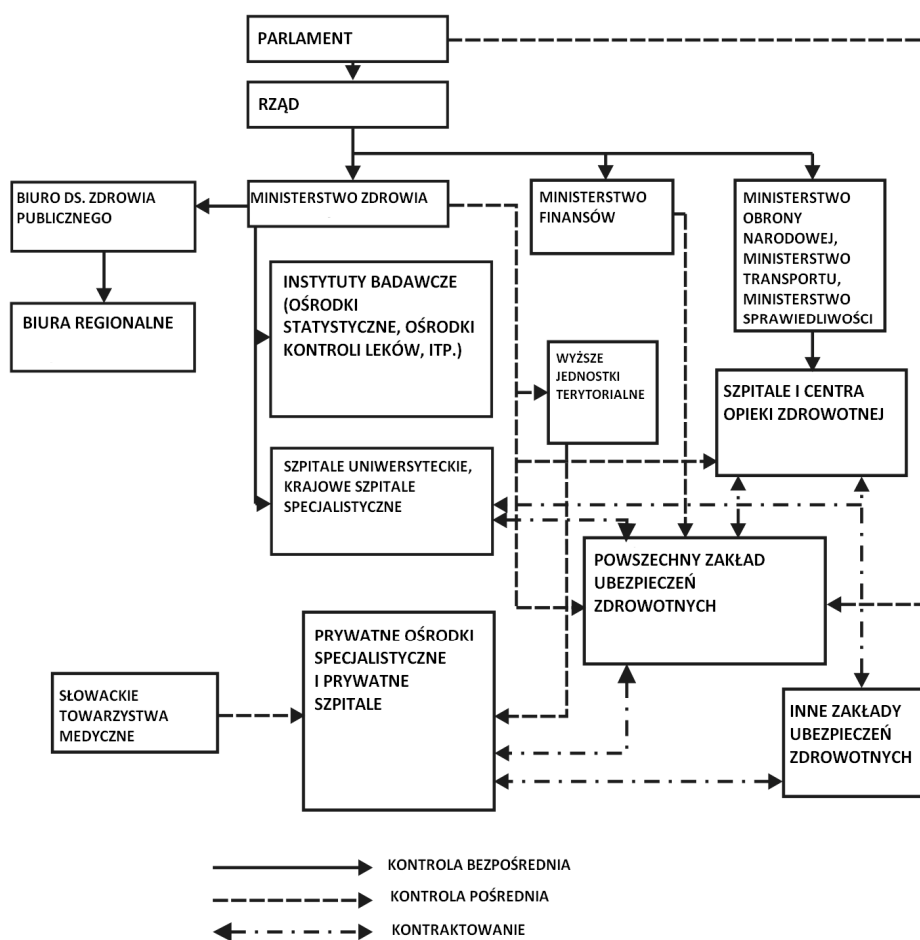 PARLAMENT
RZĄD
BIURO DS. ZDROWIA
PUBLICZNEGO
MINISTERSTWO ZDROWIA
MINISTERSTWO
FINANSÓW
MINISTERSTWO
OBRONY
NARODOWEJ,
MINISTERSTWO
TRANSPORTU,
MINISTERSTWO
SPRAWIEDLIWOŚCI
BIURA REGIONALNE
INSTYTUTY BADAWCZE
(OŚRODKI
STATYSTYCZNE, OŚRODKI
KONTROLI LEKÓW, ITP.)
WYŻSZE
JEDNOSTKI
TERYTORIALNE
SZPITALE I CENTRA
OPIEKI ZDROWOTNEJ
SZPITALE UNIWERSYTECKIE,
KRAJOWE SZPITALE
SPECJALISTYCZNE
POWSZECHNY ZAKŁAD
UBEZPIECZEŃ
ZDROWOTNYCH
PRYWATNE OŚRODKI
SPECJALISTYCZNE
I PRYWATNE
SZPITALE
SŁOWACKIE
TOWARZYSTWA
MEDYCZNE
INNE ZAKŁADY
UBEZPIECZEŃ
ZDROWOTNYCH
KONTROLA BEZPOŚREDNIA
KONTROLA POŚREDNIA
KONTRAKTOWANIE